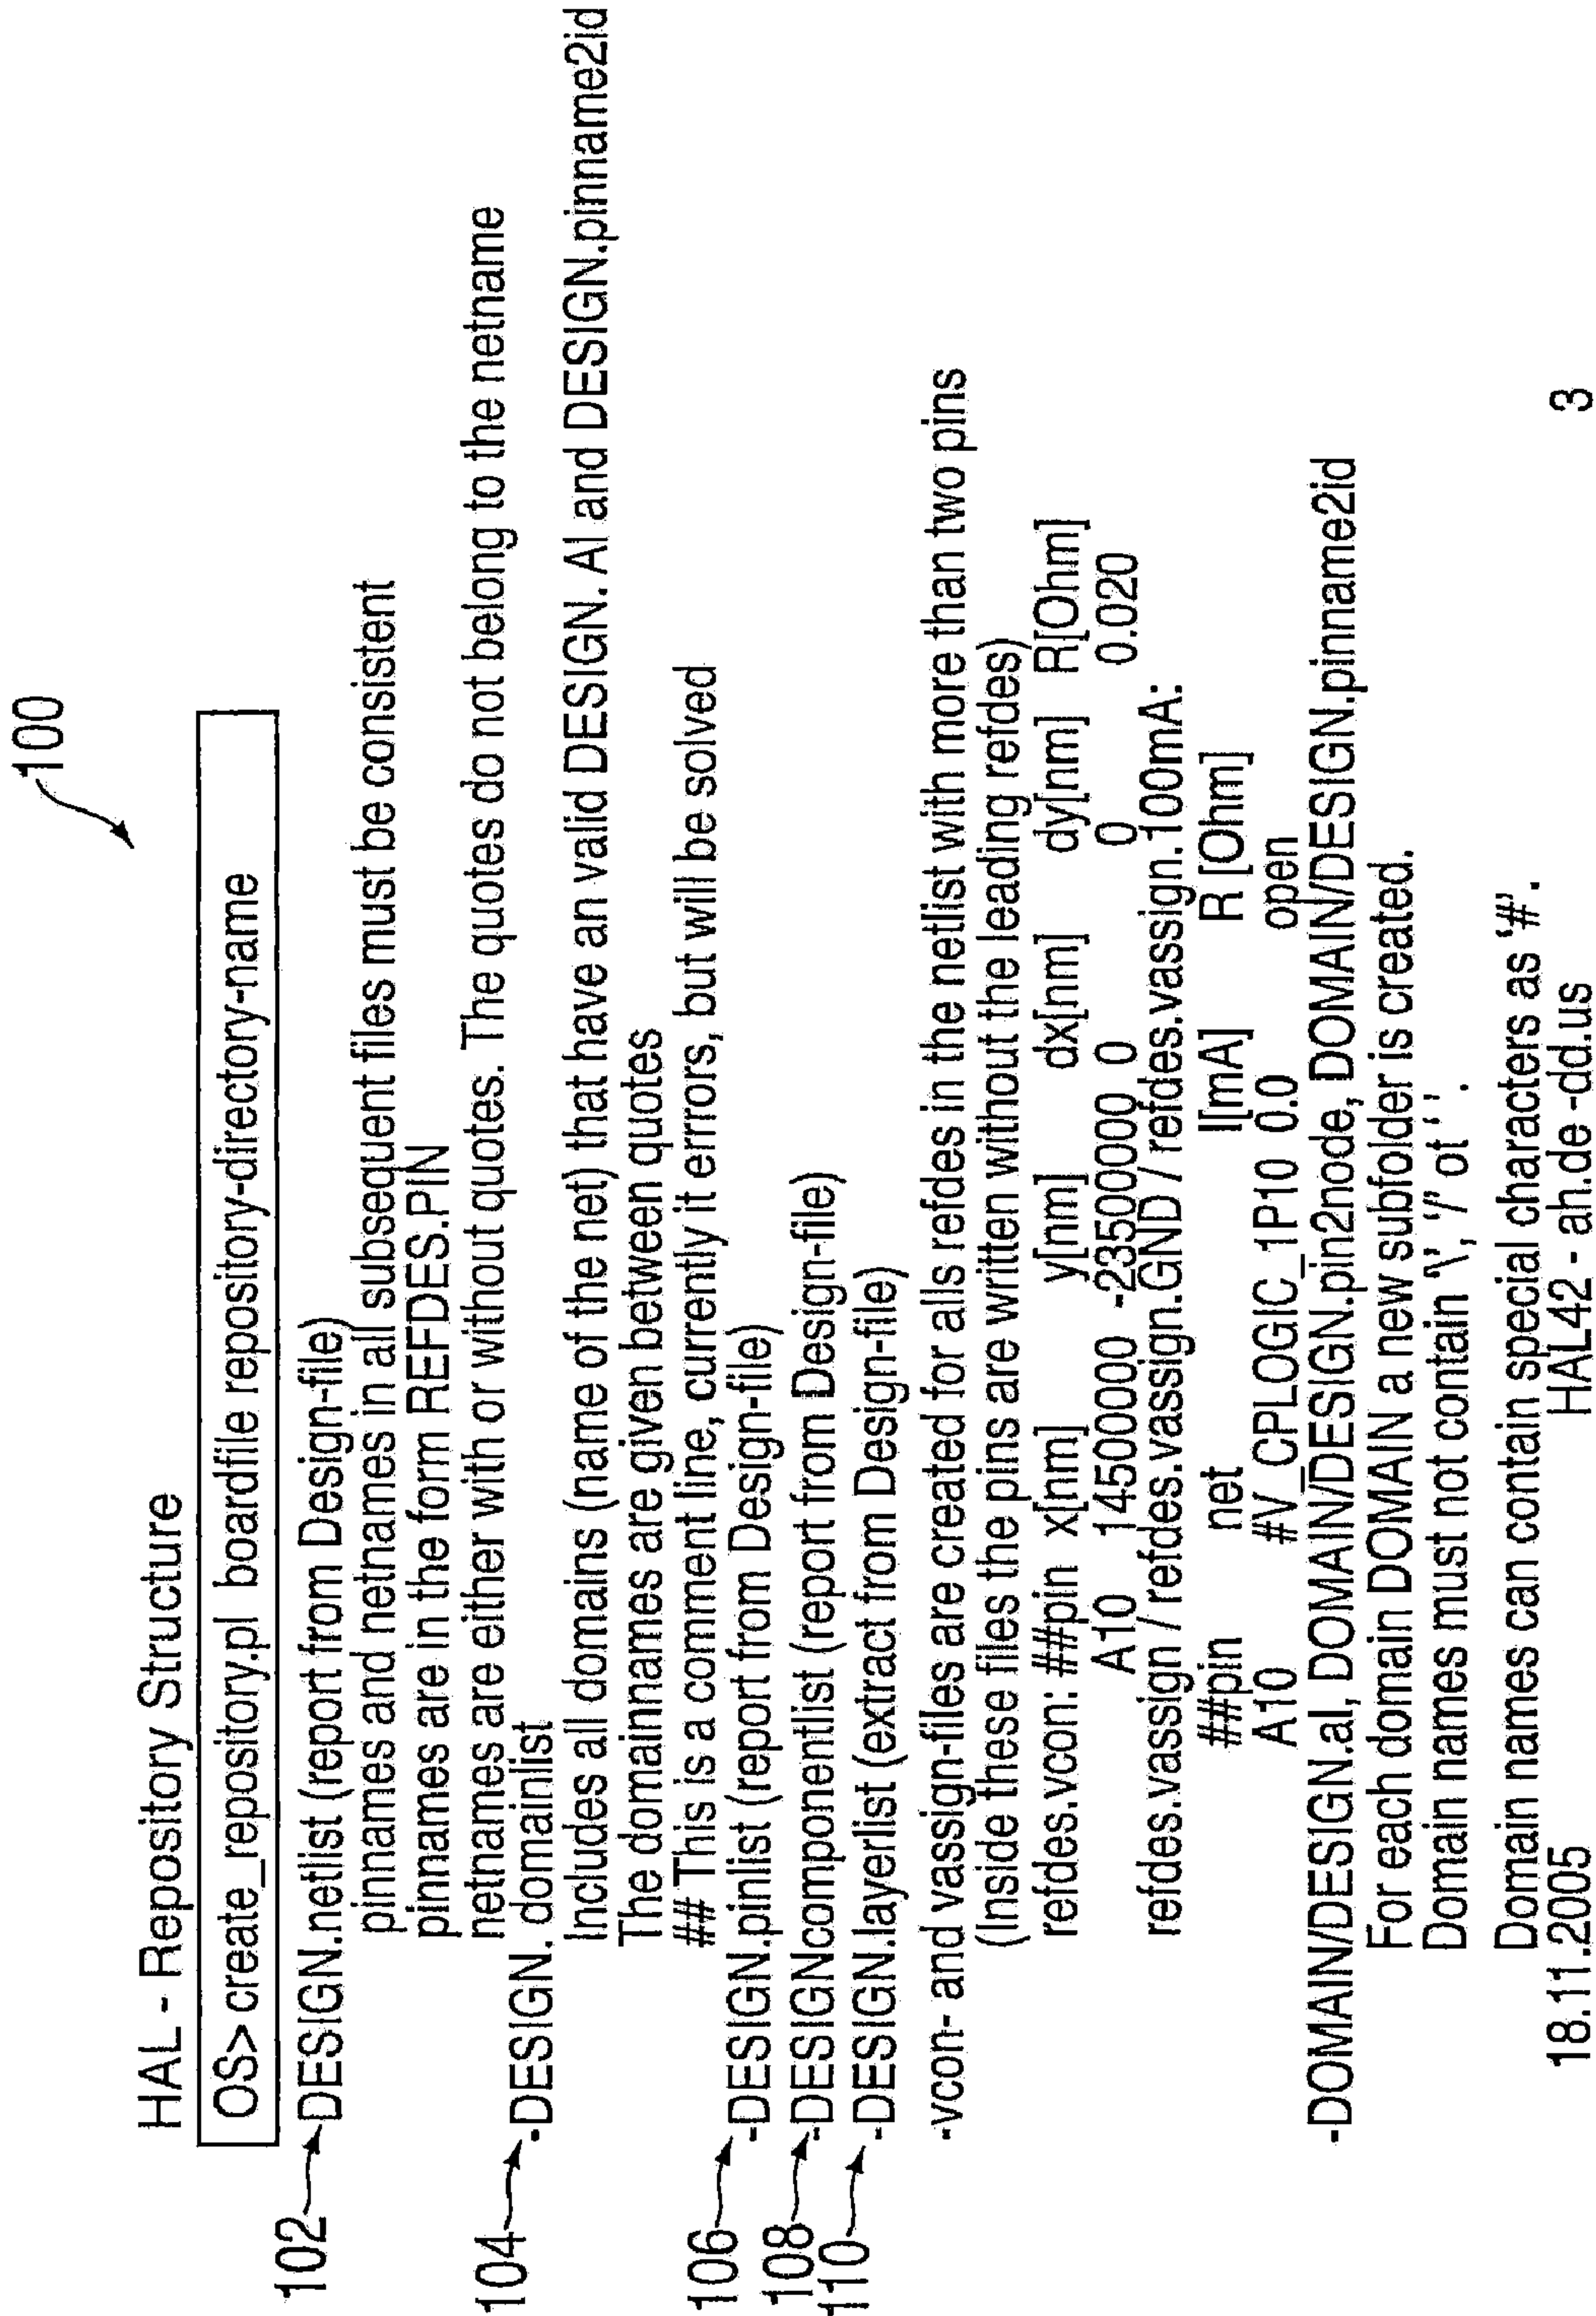 100
HAL - Repository Structure
OS> create_repository.pl boardfile repository-directory-name
102 -DESIGN.netlist (report from Design-file)
pinnames and netnames in all subsequent files must be consistent
pinnames are in the form REFDES.PIN
netnames are either with or without quotes. The quotes do not belong to the netname
104 -DESIGN. domainlist
Includes all domains (name of the net) that have an valid DESIGN. AI and DESIGN.pinname2id
The domainnames are given between quotes
## This is a comment line, currently it errrors, but will be solved
106 -DESIGN.pinlist (report from Design-file)
108 -DESIGNcomponentlist (report from Design-file)
110 -DESIGN.layerlist (extract from Design-file)
-vcon- and vassign-files are created for alls refdes in the netlist with more than two pins
(Inside these files the pins are written without the leading refdes)
refdes.vcon: ##pin x[nm] y[nm] dx[nm] dy[nm] R[Ohm]
A10 14500000 -23500000 0 0 0.020
refdes.vassign / refdes.vassign.GND / refdes.vassign.100mA:
##pin net I[mA] R [Ohm]
A10 #V_CPLOGIC_1P10 0.0 open
-DOMAIN/DESIGN.al, DOMAIN/DESIGN.pin2node, DOMAIN/DESIGN.pinname2id
For each domain DOMAIN a new subfolder is created.
Domain names must not contain '\', '/' ot ' '.
Domain names can contain special characters as '#'.
18.11.2005 HAL42 - ah.de -dd.us 3